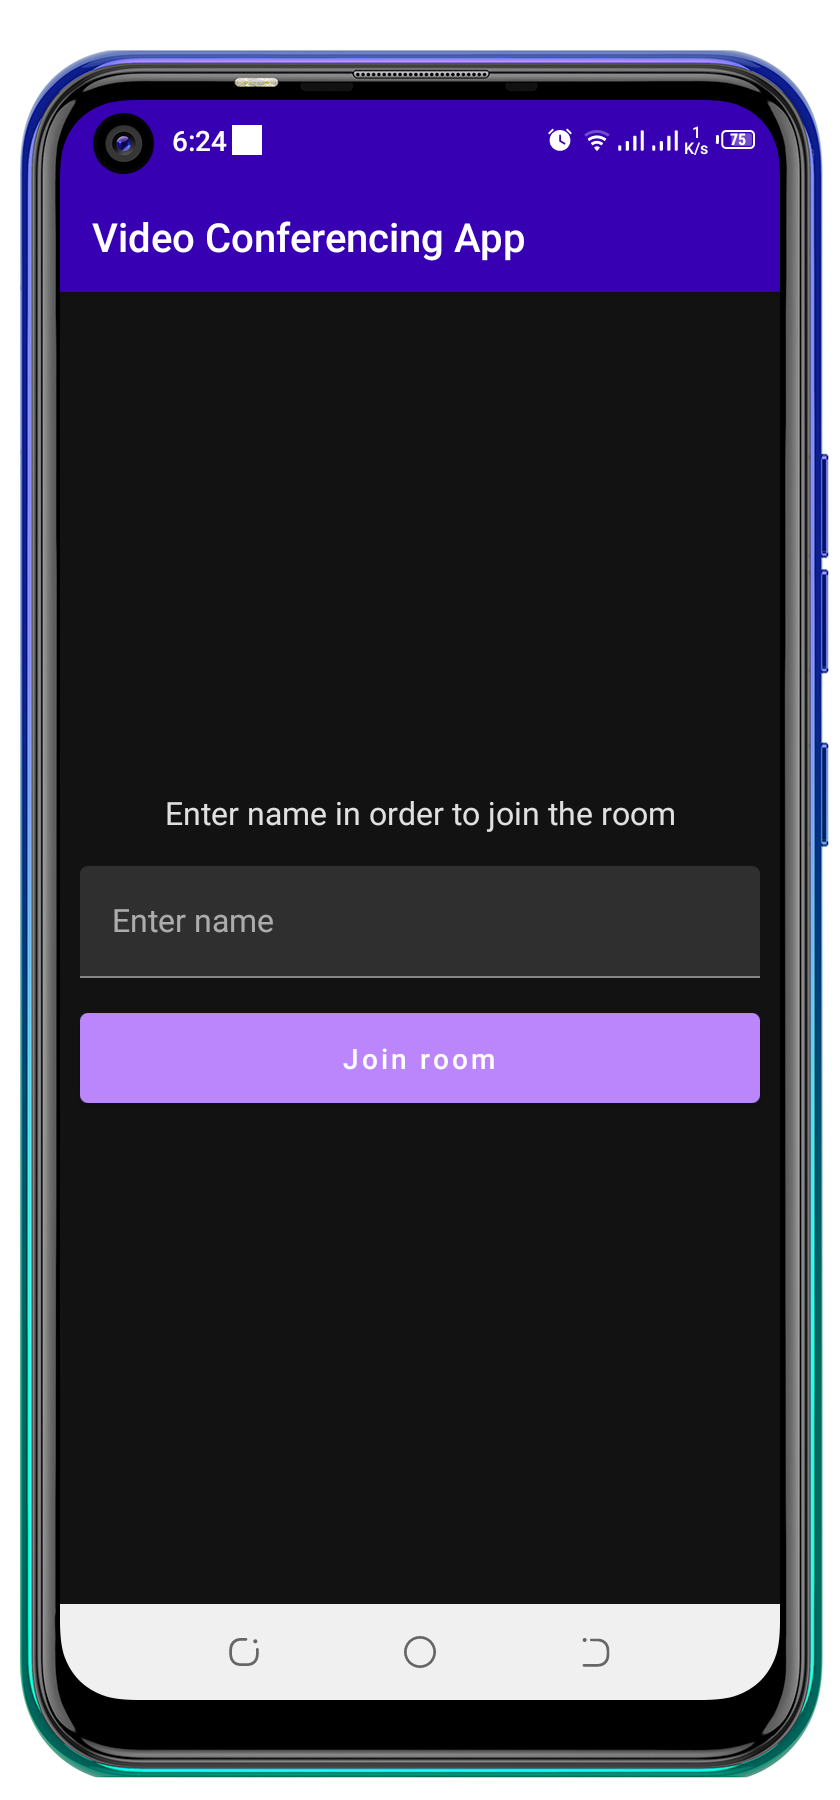 6:24
1
K/s
75
Video Conferencing App
Enter name in order to join the room
Enter name
Join room